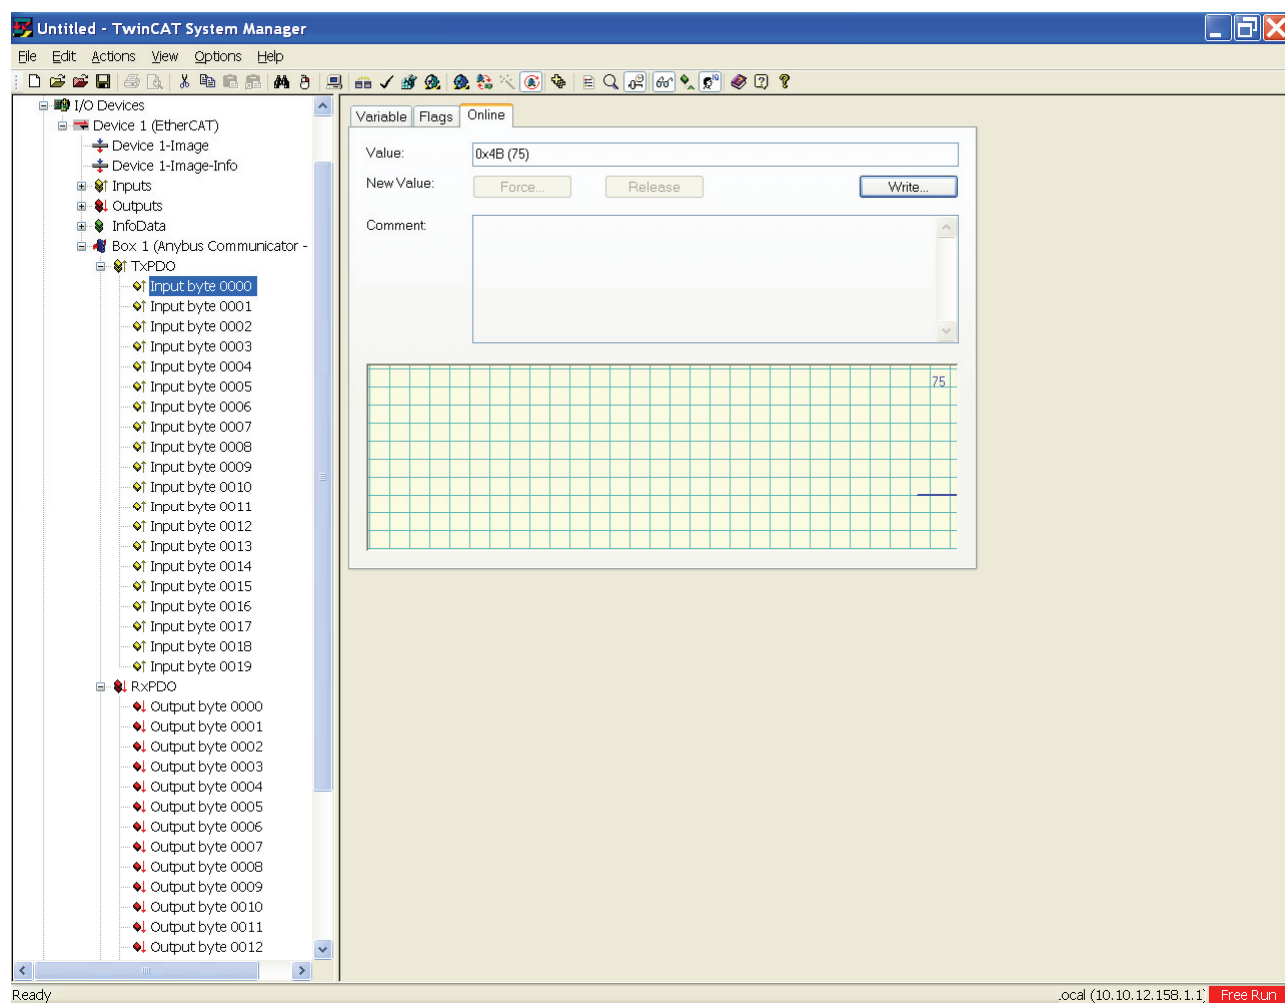 Untitled - TwinCAT System Manager
File Edit Actions View Options Help
I/O Devices
Device 1 (EtherCAT)
Device 1-Image
Device 1-Image-Info
Inputs
Outputs
InfoData
Box 1 (Anybus Communicator -
TxPDO
Input byte 0000
Input byte 0001
Input byte 0002
Input byte 0003
Input byte 0004
Input byte 0005
Input byte 0006
Input byte 0007
Input byte 0008
Input byte 0009
Input byte 0010
Input byte 0011
Input byte 0012
Input byte 0013
Input byte 0014
Input byte 0015
Input byte 0016
Input byte 0017
Input byte 0018
Input byte 0019
RxPDO
Output byte 0000
Output byte 0001
Output byte 0002
Output byte 0003
Output byte 0004
Output byte 0005
Output byte 0006
Output byte 0007
Output byte 0008
Output byte 0009
Output byte 0010
Output byte 0011
Output byte 0012
Variable Flags Online
Value: 0x4B (75)
New Value: Force... Release Write...
Comment:
75
Ready .ocal (10.10.12.158.1.1) Free Run